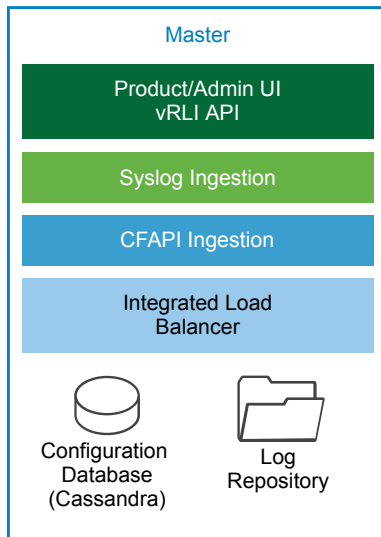 Master
Product/Admin UI
vRLI API
Syslog Ingestion
CFAPI Ingestion
Integrated Load
Balancer
Configuration
Database
(Cassandra)
Log
Repository